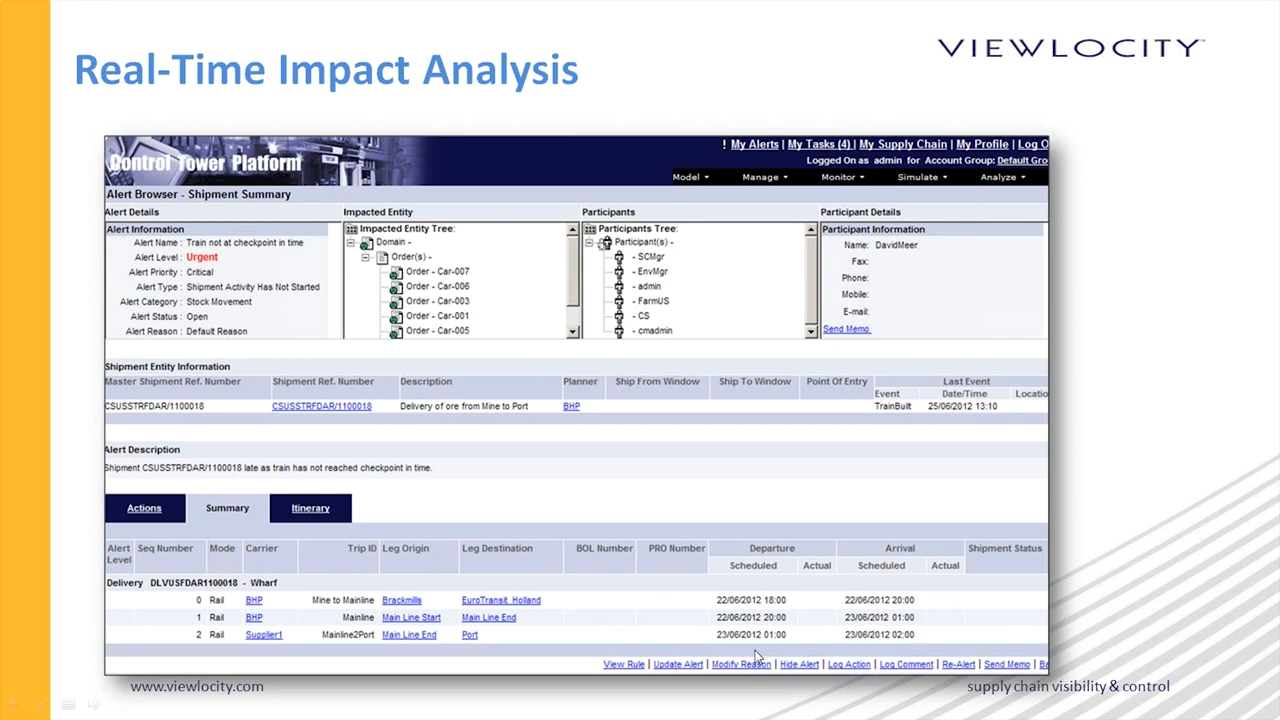 Real-Time Impact Analysis
VIEWLOCITY
Control Tower Platform
! My Alerts | My Tasks (4) | My Supply Chain | My Profile | Log O
Logged On as admin for Account Group: Default Gro
Model Manage Monitor Simulate Analyze
Alert Browser - Shipment Summary
Alert Details
Alert Information
Alert Name : Train not at checkpoint in time
Alert Level : Urgent
Alert Priority : Critical
Alert Type : Shipment Activity Has Not Started
Alert Category : Stock Movement
Alert Status : Open
Alert Reason : Default Reason
Impacted Entity
Impacted Entity Tree:
Domain -
Order(s) -
Order - Car-007
Order - Car-006
Order - Car-003
Order - Car-001
Order - Car-005
Participants
Participants Tree:
Participant(s) -
- SCMgr
- EnvMgr
- admin
- FarmUS
- CS
- cmadmin
Participant Details
Participant Information
Name: DavidMeer
Fax:
Phone:
Mobile:
E-mail:
Send Memo
Shipment Entity Information
Master Shipment Ref. Number Shipment Ref. Number Description Planner Ship From Window Ship To Window Point Of Entry Last Event
Event Date/Time Locatio
CSUSSTRFDAR/1100018 CSUSSTRFDAR/1100018 Delivery of ore from Mine to Port BHP TrainBuilt 25/06/2012 13:10
Alert Description
Shipment CSUSSTRFDAR/1100018 late as train has not reached checkpoint in time.
Actions Summary Itinerary
Alert Level Seq Number Mode Carrier Trip ID Leg Origin Leg Destination BOL Number PRO Number Departure Arrival Shipment Status
Scheduled Actual Scheduled Actual
Delivery DLVUSFDAR1100018 - Wharf
0 Rail BHP Mine to Mainline Brackmills EuroTransit_Holland 22/06/2012 18:00 22/06/2012 20:00
1 Rail BHP Mainline Main Line Start Main Line End 22/06/2012 20:00 23/06/2012 01:00
2 Rail Supplier1 Mainline2Port Main Line End Port 23/06/2012 01:00 23/06/2012 02:00
View Rule | Update Alert | Modify Reason | Hide Alert | Log Action | Log Comment | Re-Alert | Send Memo | Ba
www.viewlocity.com
supply chain visibility & control